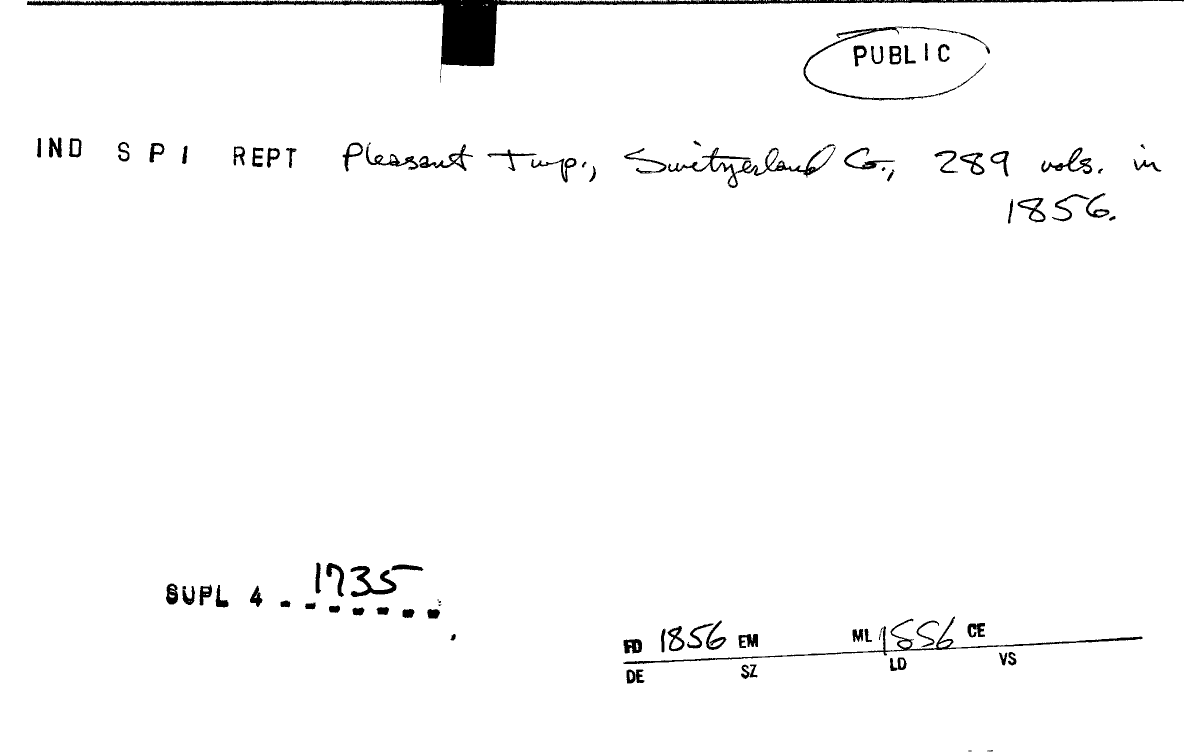 PUBLIC
IND S P I REPT Pleasant Twp., Switzerland Co., 289 vols. in
1856.
SUPL 4 1735
FD 1856 EM ML 1856 CE
DE SZ LD VS